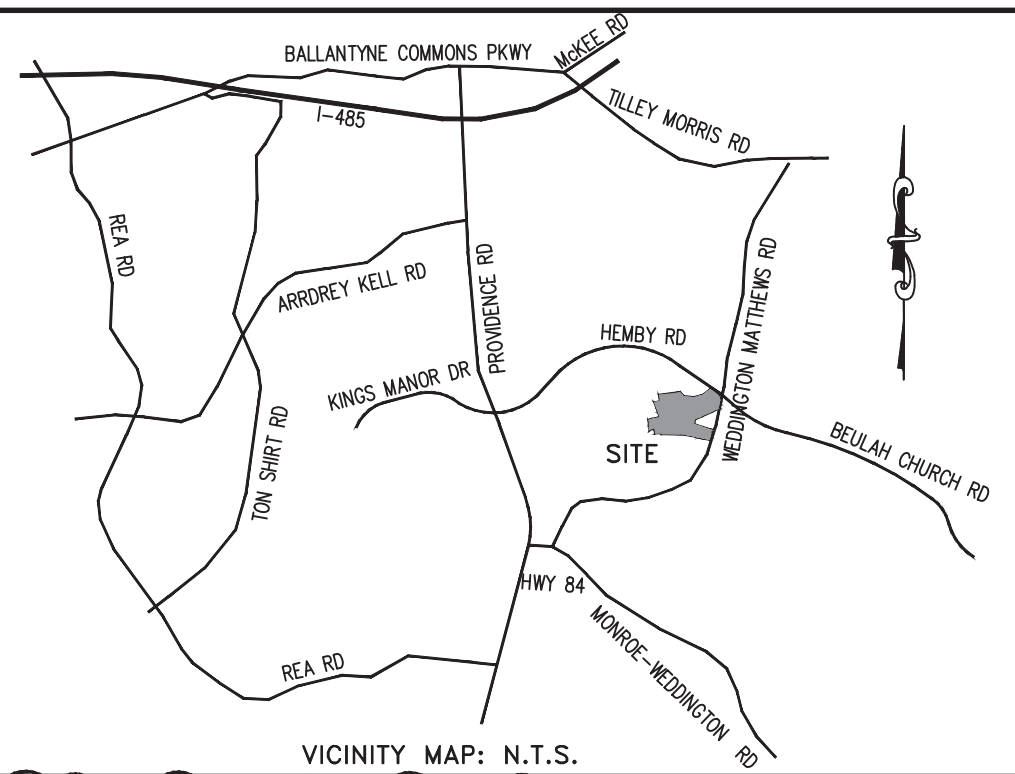 McKEE RD
BALLANTYNE COMMONS PKWY
I-485
TILLEY MORRIS RD
REA RD
ARRDREY KELL RD
PROVIDENCE RD
WEDDINGTON MATTHEWS RD
HEMBY RD
KINGS MANOR DR
TON SHIRT RD
SITE
BEULAH CHURCH RD
HWY 84
MONROE-WEDDINGTON RD
REA RD
VICINITY MAP: N.T.S.